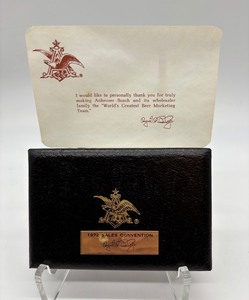 I would like to personally thank you for truly
making Anheuser-Busch and its wholesaler
family the "World's Greatest Beer Marketing
Team."
SALES CONVENTION